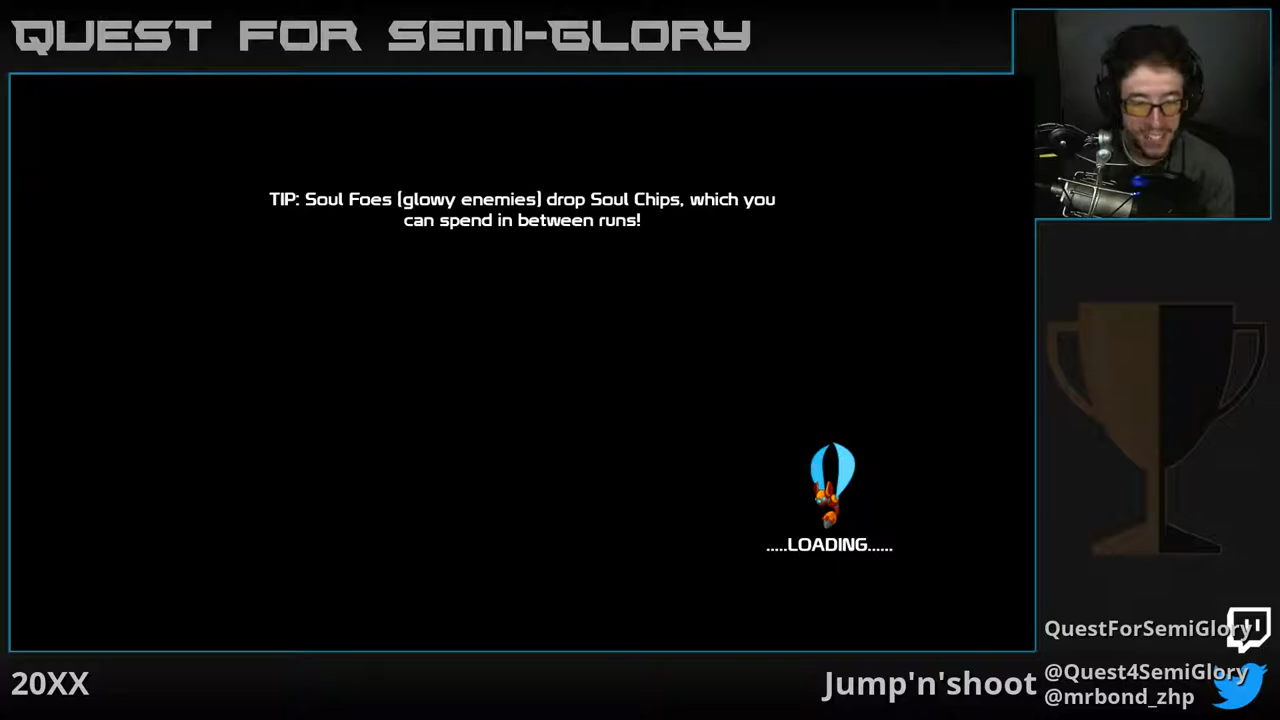 QUEST FOR SEMI-GLORY
TIP: Soul Foes (glowy enemies) drop Soul Chips, which you
can spend in between runs!
.....LOADING......
QuestForSemiGlory
@Quest4SemiGlory
@mrbond_zhp
20XX
Jump'n'shoot